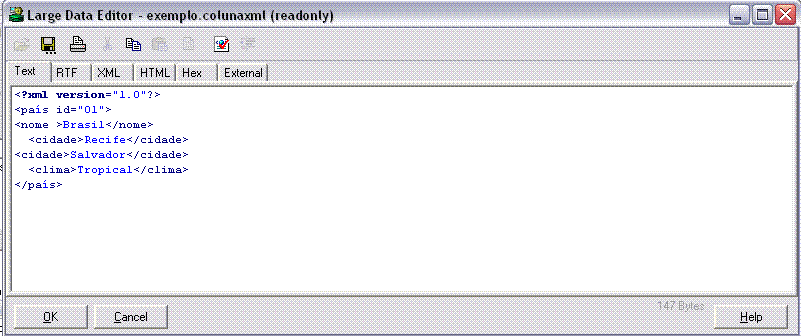 Large Data Editor - exemplo.colunaxml (readonly)
Text RTF XML HTML Hex External
<?xml version="1.0"?>
<país id="01">
<nome >Brasil</nome>
<cidade>Recife</cidade>
<cidade>Salvador</cidade>
<clima>Tropical</clima>
</país>
147 Bytes
OK Cancel Help